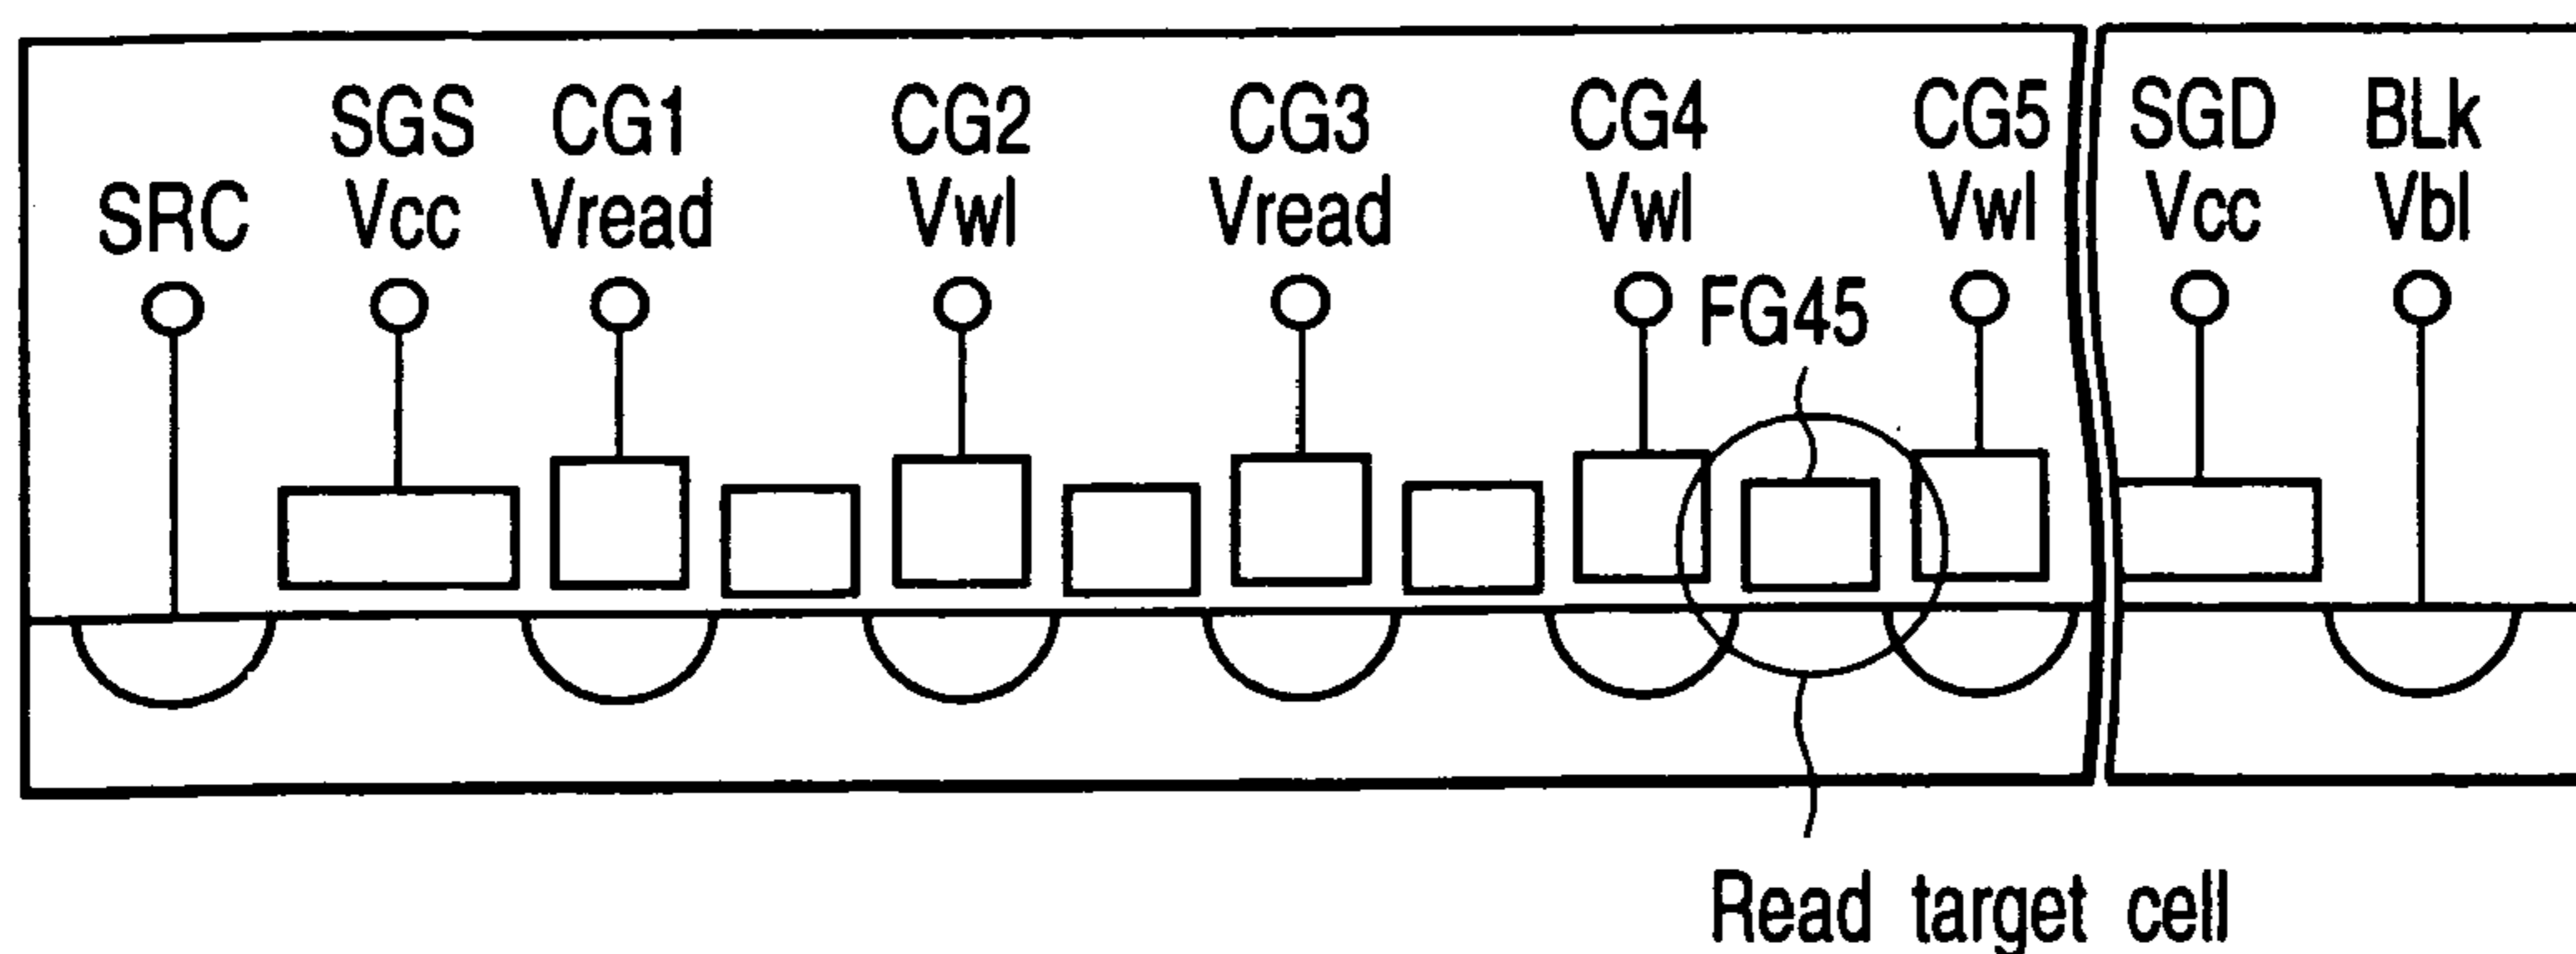 SGS CG1 CG2 CG3 CG4 CG5 SGD BLk
SRC Vcc Vread Vwl Vread Vwl Vwl Vcc Vbl
FG45
Read target cell